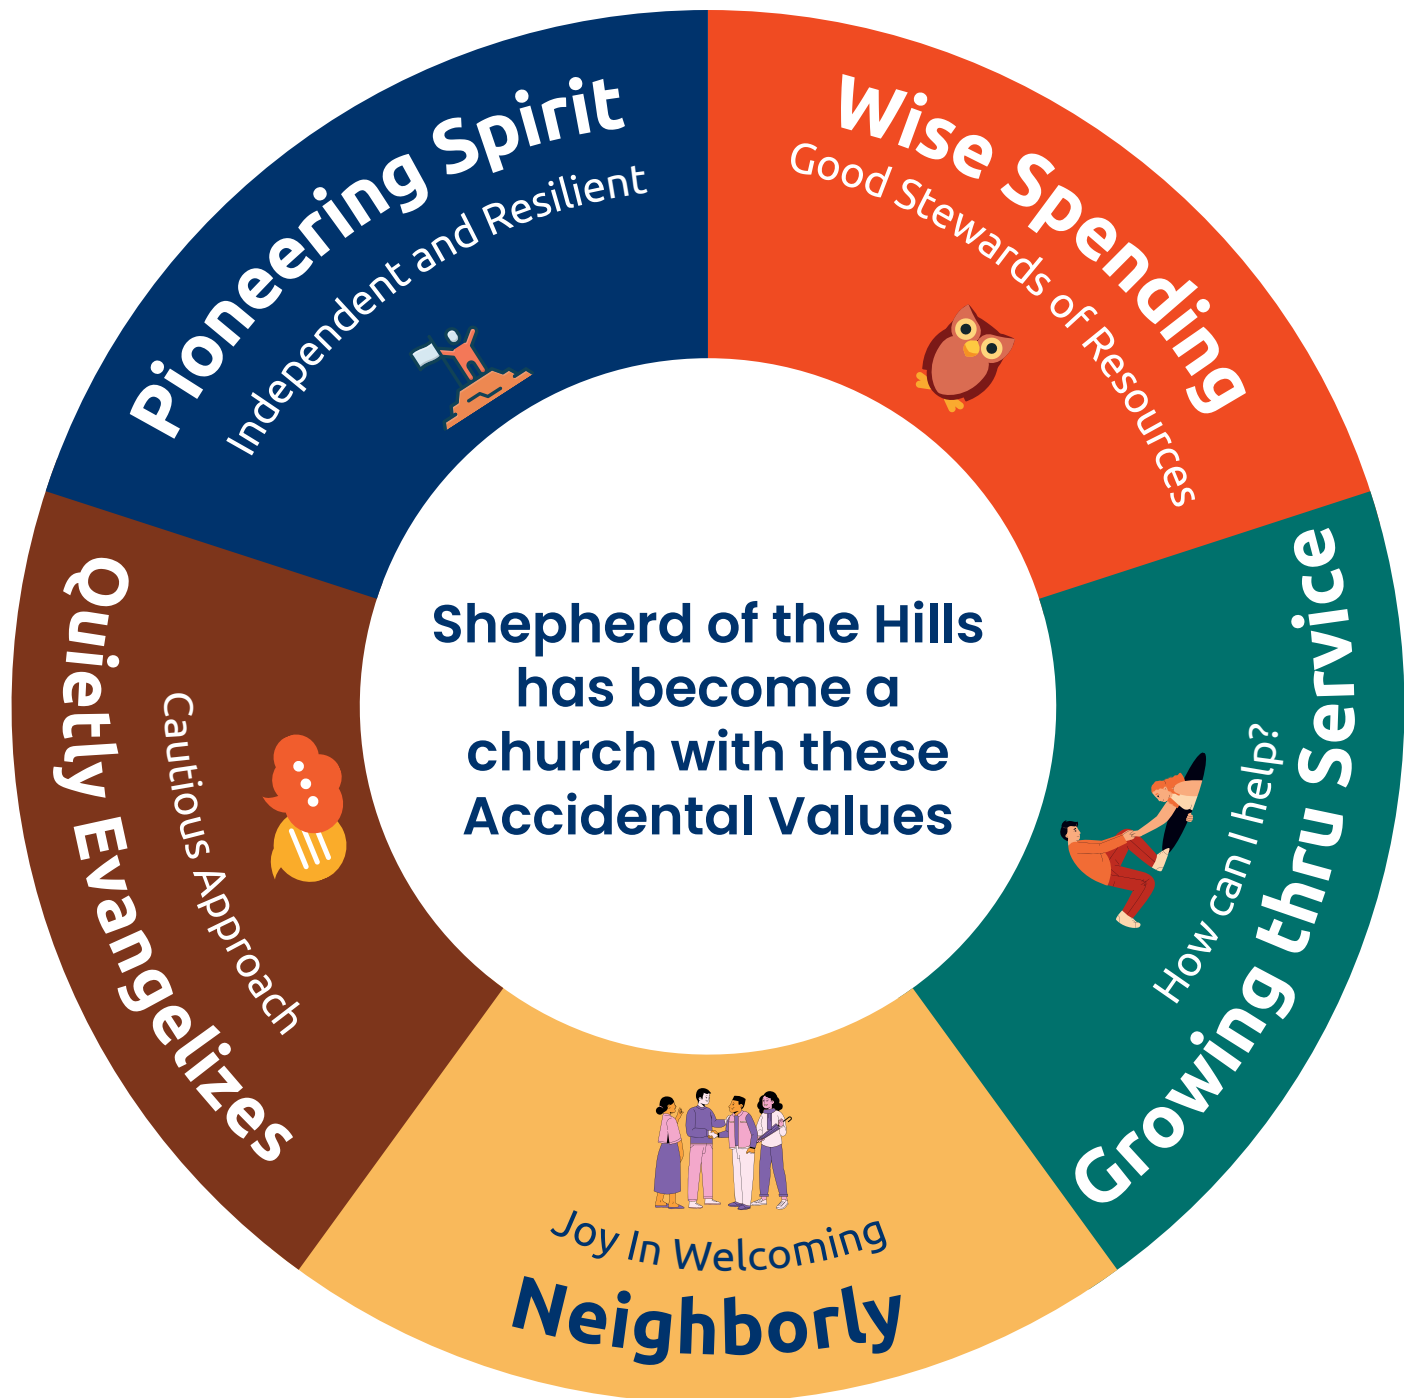 Pioneering Spirit
Independent and Resilient
Wise Spending
Good Stewards of Resources
Growing thru Service
How can I help?
Joy In Welcoming
Neighborly
Quietly Evangelizes
Cautious Approach
Shepherd of the Hills
has become a
church with these
Accidental Values